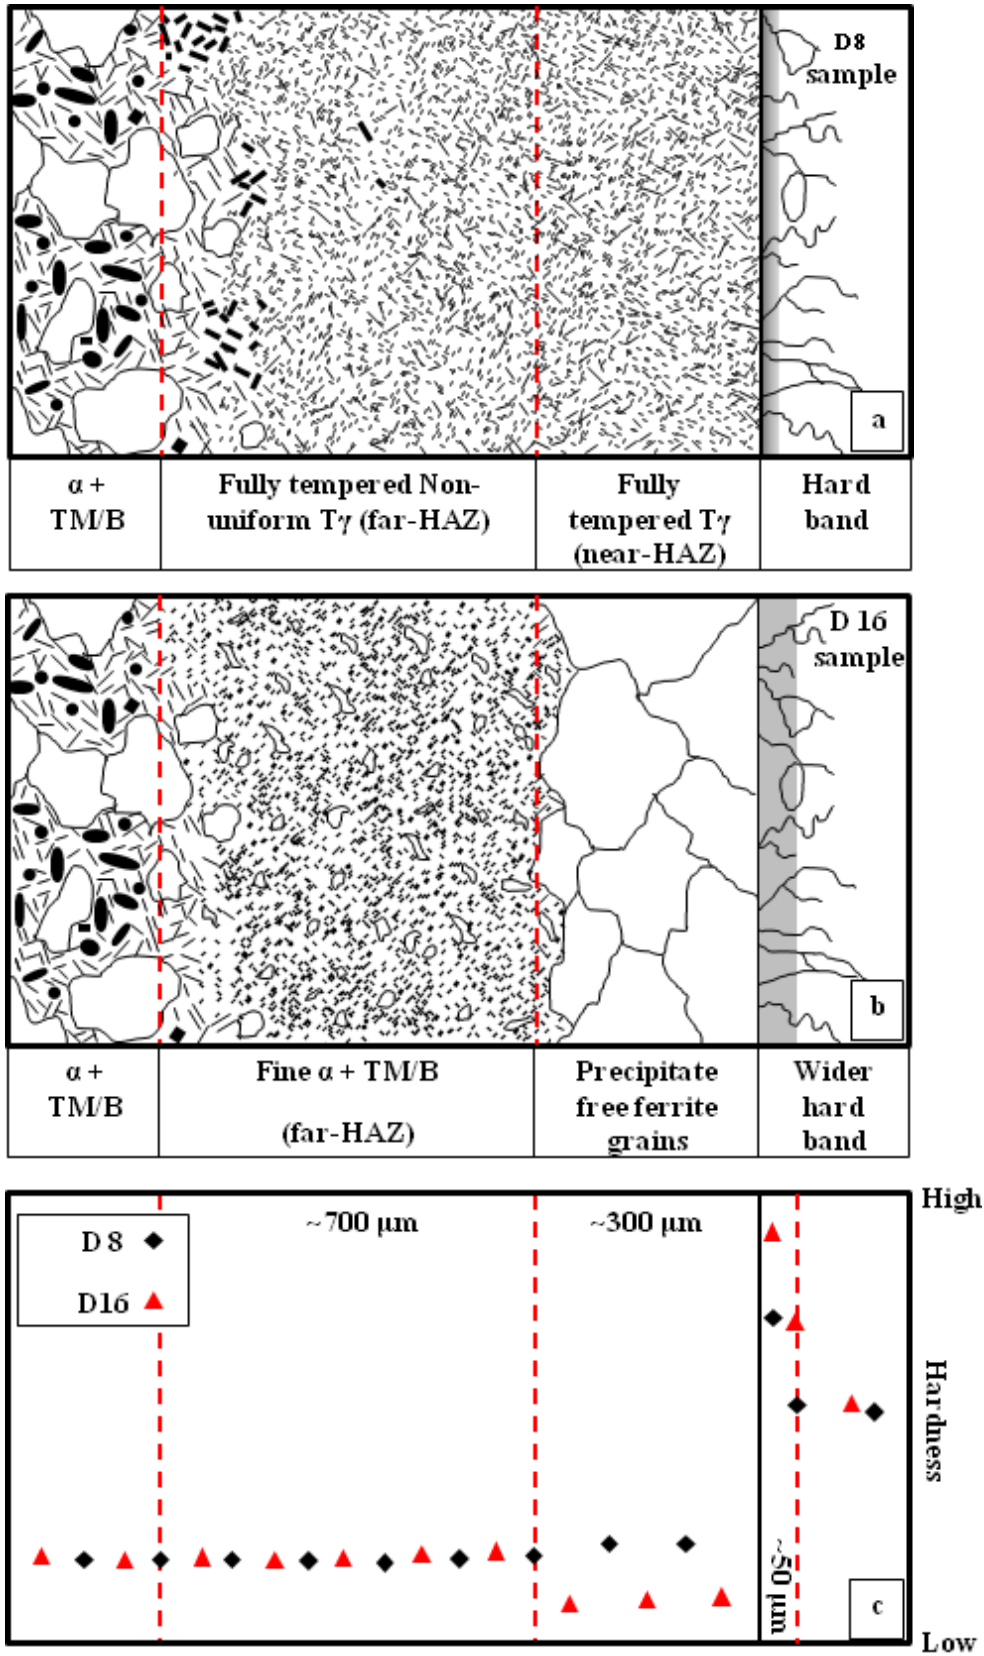 D8
sample
a
α +
TM/B
Fully tempered Non-
uniform Tγ (far-HAZ)
Fully
tempered Tγ
(near-HAZ)
Hard
band
D 16
sample
b
α +
TM/B
Fine α + TM/B
(far-HAZ)
Precipitate
free ferrite
grains
Wider
hard
band
High
~700 μm
~300 μm
D 8
D16
Hardness
~50 μm
c
Low